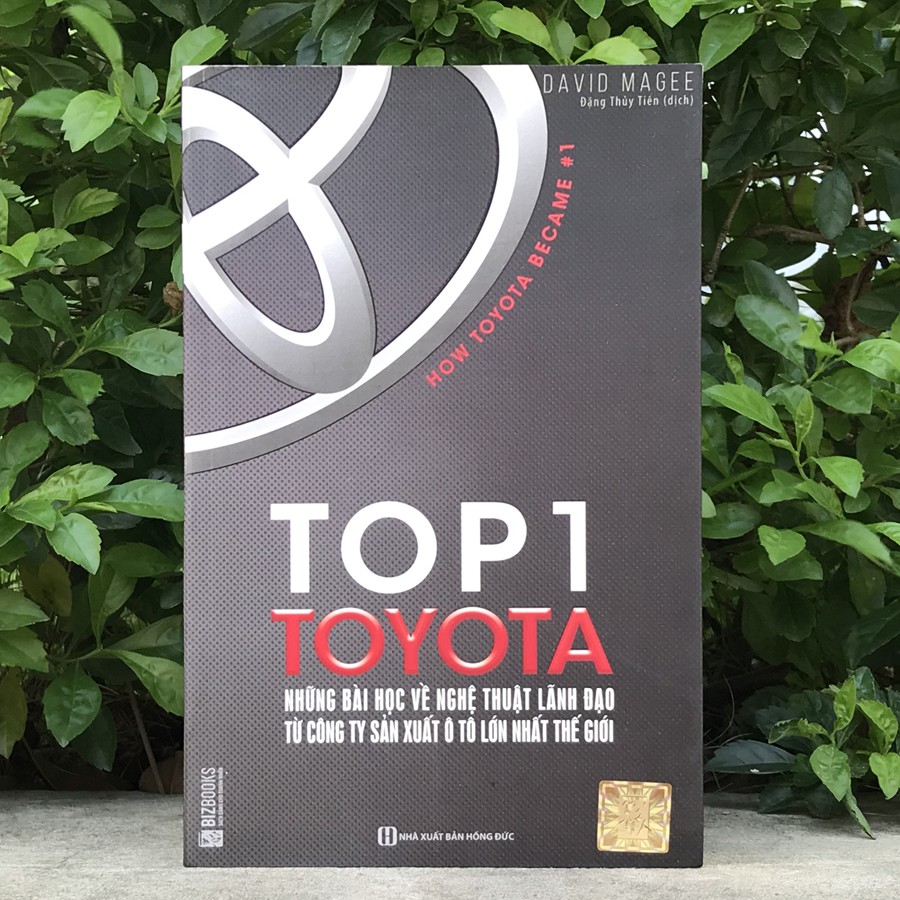 DAVID MAGEE
Đặng Thủy Tiên (dịch)
HOW TOYOTA BECAME #1
TOP 1
TOYOTA
NHỮNG BÀI HỌC VỀ NGHỆ THUẬT LÃNH ĐẠO
TỪ CÔNG TY SẢN XUẤT Ô TÔ LỚN NHẤT THẾ GIỚI
BIZBOOKS
NHÀ XUẤT BẢN HỒNG ĐỨC